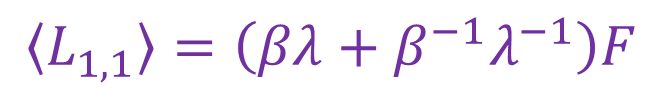 ⟨L₁,₁⟩ = (βλ + β⁻¹λ⁻¹)F